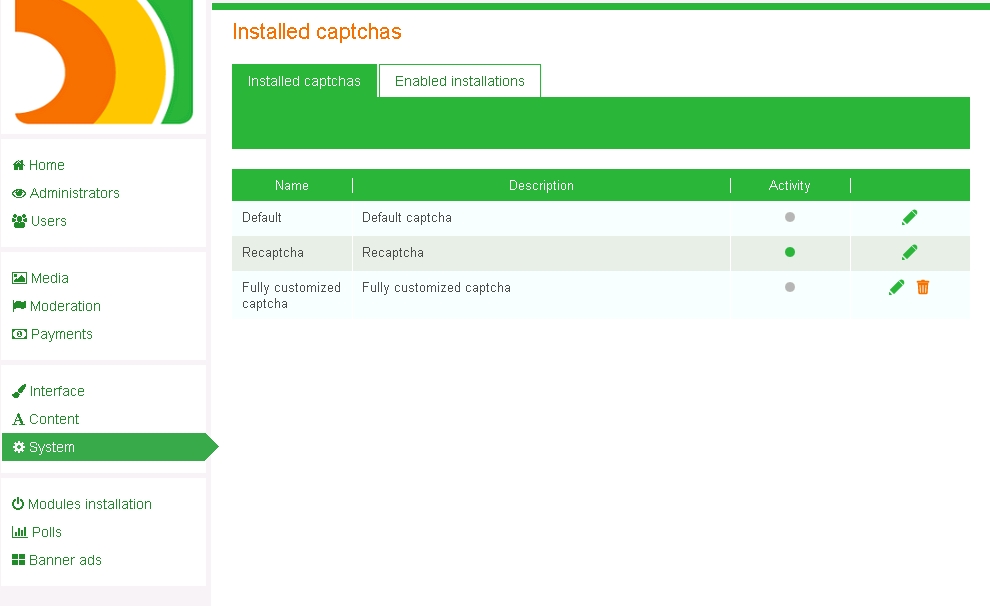 Installed captchas
Installed captchas
Enabled installations
Home
Administrators
Users
Media
Moderation
Payments
Interface
Content
System
Modules installation
Polls
Banner ads
Name
Description
Activity
Default
Default captcha
Recaptcha
Recaptcha
Fully customized
captcha
Fully customized captcha